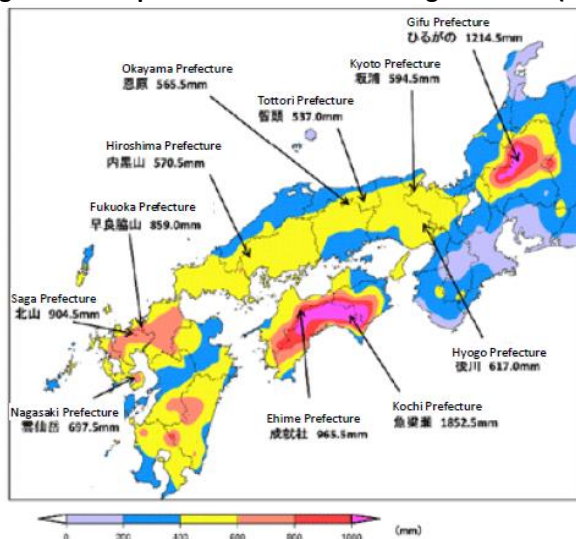 Gifu Prefecture
ひるがの 1214.5mm
Kyoto Prefecture
坂浦 594.5mm
Okayama Prefecture
恩原 565.5mm
Tottori Prefecture
智頭 537.0mm
Hiroshima Prefecture
内黒山 570.5mm
Fukuoka Prefecture
早良脇山 859.0mm
Saga Prefecture
北山 904.5mm
Nagasaki Prefecture
雲仙岳 697.5mm
Ehime Prefecture
成就社 965.5mm
Kochi Prefecture
魚梁瀬 1852.5mm
Hyogo Prefecture
後川 617.0mm
0 200 400 600 800 1000 (mm)